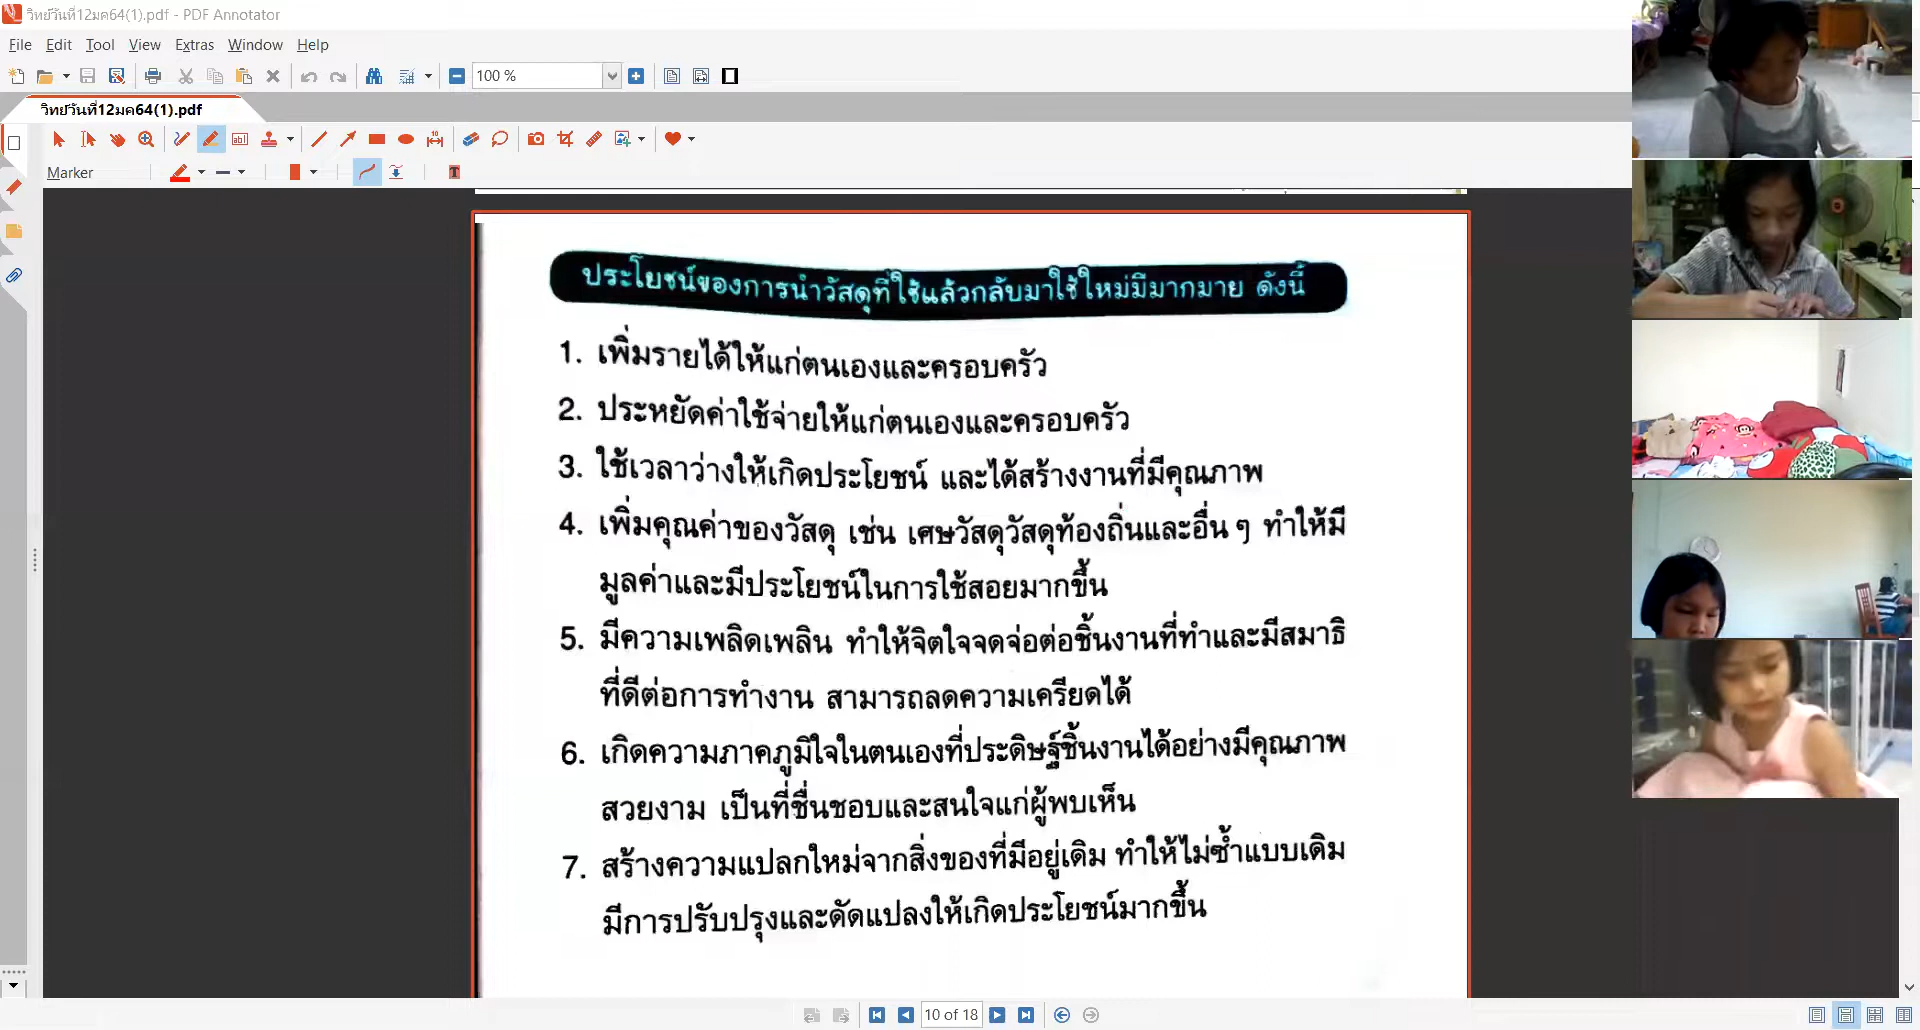 วิทย์วันที่12มค64(1).pdf - PDF Annotator
File Edit Tool View Extras Window Help
100 %
วิทย์วันที่12มค64(1).pdf
Marker
ประโยชน์ของการนำวัสดุที่ใช้แล้วกลับมาใช้ใหม่มีมากมาย ดังนี้
1. เพิ่มรายได้ให้แก่ตนเองและครอบครัว
2. ประหยัดค่าใช้จ่ายให้แก่ตนเองและครอบครัว
3. ใช้เวลาว่างให้เกิดประโยชน์ และได้สร้างงานที่มีคุณภาพ
4. เพิ่มคุณค่าของวัสดุ เช่น เศษวัสดุวัสดุท้องถิ่นและอื่น ๆ ทำให้มี
มูลค่าและมีประโยชน์ในการใช้สอยมากขึ้น
5. มีความเพลิดเพลิน ทำให้จิตใจจดจ่อต่อชิ้นงานที่ทำและมีสมาธิ
ที่ดีต่อการทำงาน สามารถลดความเครียดได้
6. เกิดความภาคภูมิใจในตนเองที่ประดิษฐ์ชิ้นงานได้อย่างมีคุณภาพ
สวยงาม เป็นที่ชื่นชอบและสนใจแก่ผู้พบเห็น
7. สร้างความแปลกใหม่จากสิ่งของที่มีอยู่เดิม ทำให้ไม่ซ้ำแบบเดิม
มีการปรับปรุงและดัดแปลงให้เกิดประโยชน์มากขึ้น
10 of 18